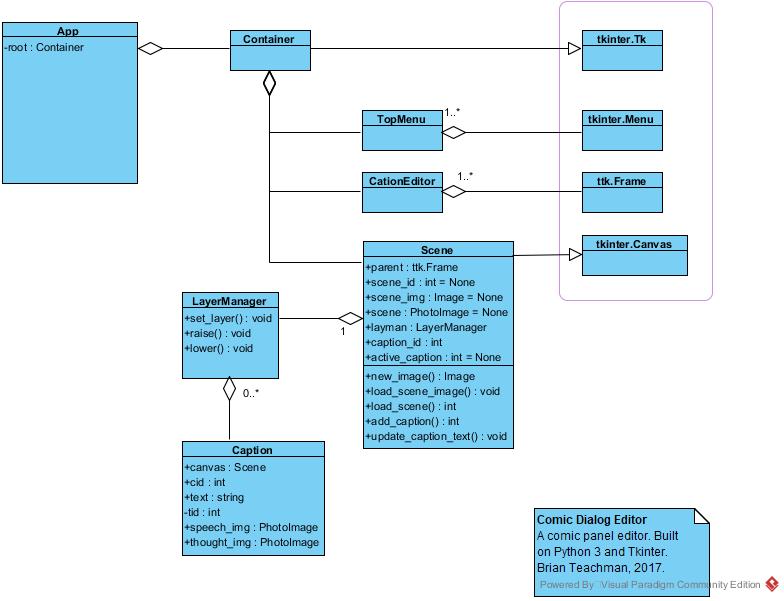 App
-root : Container
Container
tkinter.Tk
TopMenu
1..*
tkinter.Menu
CationEditor
1..*
ttk.Frame
Scene
+parent : ttk.Frame
+scene_id : int = None
+scene_img : Image = None
+scene : PhotoImage = None
+layman : LayerManager
+caption_id : int
+active_caption : int = None
+new_image() : Image
+load_scene_image() : void
+load_scene() : int
+add_caption() : int
+update_caption_text() : void
tkinter.Canvas
LayerManager
+set_layer() : void
+raise() : void
+lower() : void
1
0..*
Caption
+canvas : Scene
+cid : int
+text : string
-tid : int
+speech_img : PhotoImage
+thought_img : PhotoImage
Comic Dialog Editor
A comic panel editor. Built
on Python 3 and Tkinter.
Brian Teachman, 2017.
Powered By Visual Paradigm Community Edition